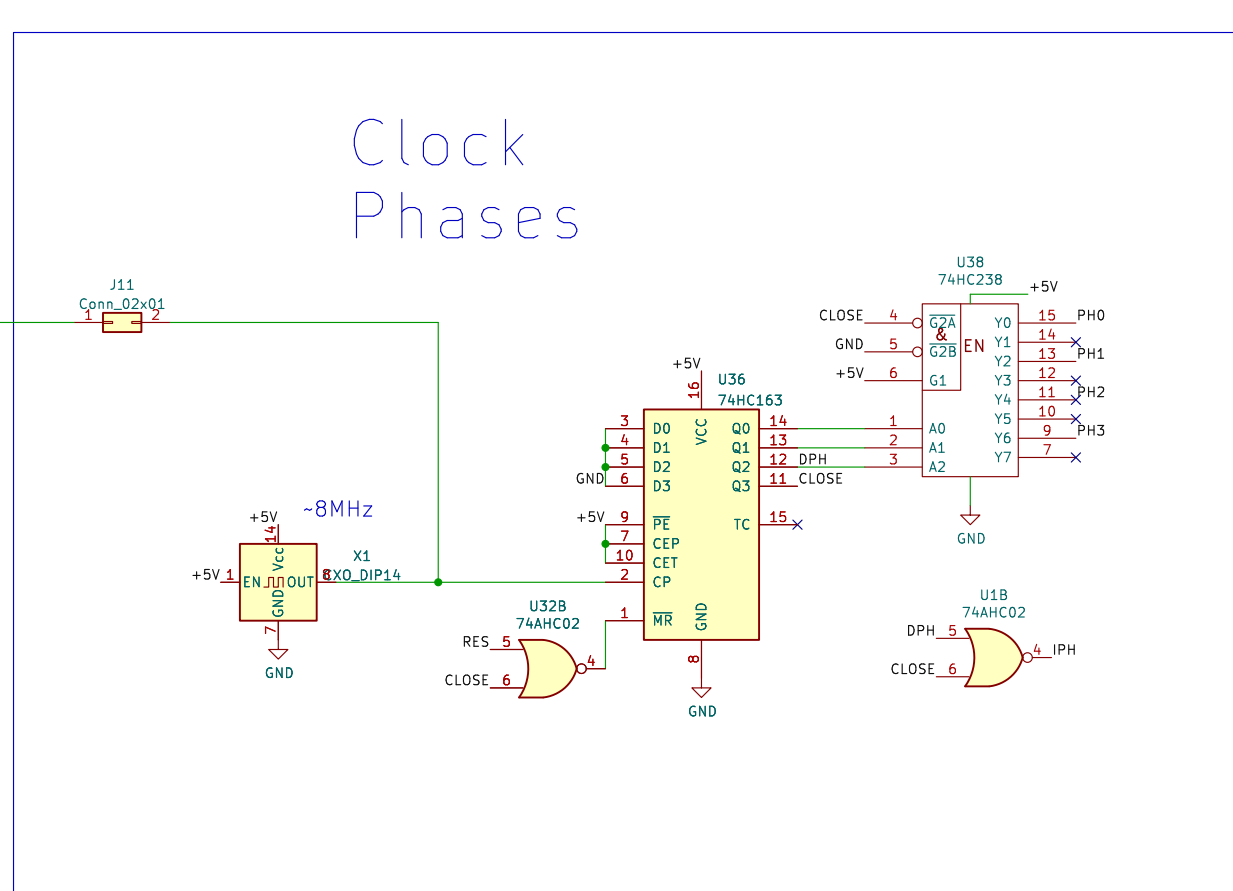 Clock
Phases
J11
Conn_02x01
1
2
U38
74HC238
+5V
CLOSE 4 G2A Y0 15 PH0
& EN
GND 5 G2B Y1 14
Y2 13 PH1
+5V 6 G1 Y3 12
Y4 11 PH2
Y5 10
1 A0 Y6 9 PH3
2 A1 Y7 7
3 A2
GND
+5V
U36
74HC163
16
VCC
3 D0 Q0 14
4 D1 Q1 13
5 D2 Q2 12 DPH
GND 6 D3 Q3 11 CLOSE
+5V 9 PE TC 15
7 CEP
10 CET
2 CP
1 MR
GND
8
GND
~8MHz
+5V
14
Vcc
X1
CXO_DIP14
+5V 1 EN OUT 8
GND
7
GND
U32B
74AHC02
RES 5
4
CLOSE 6
U1B
74AHC02
DPH 5
4 IPH
CLOSE 6